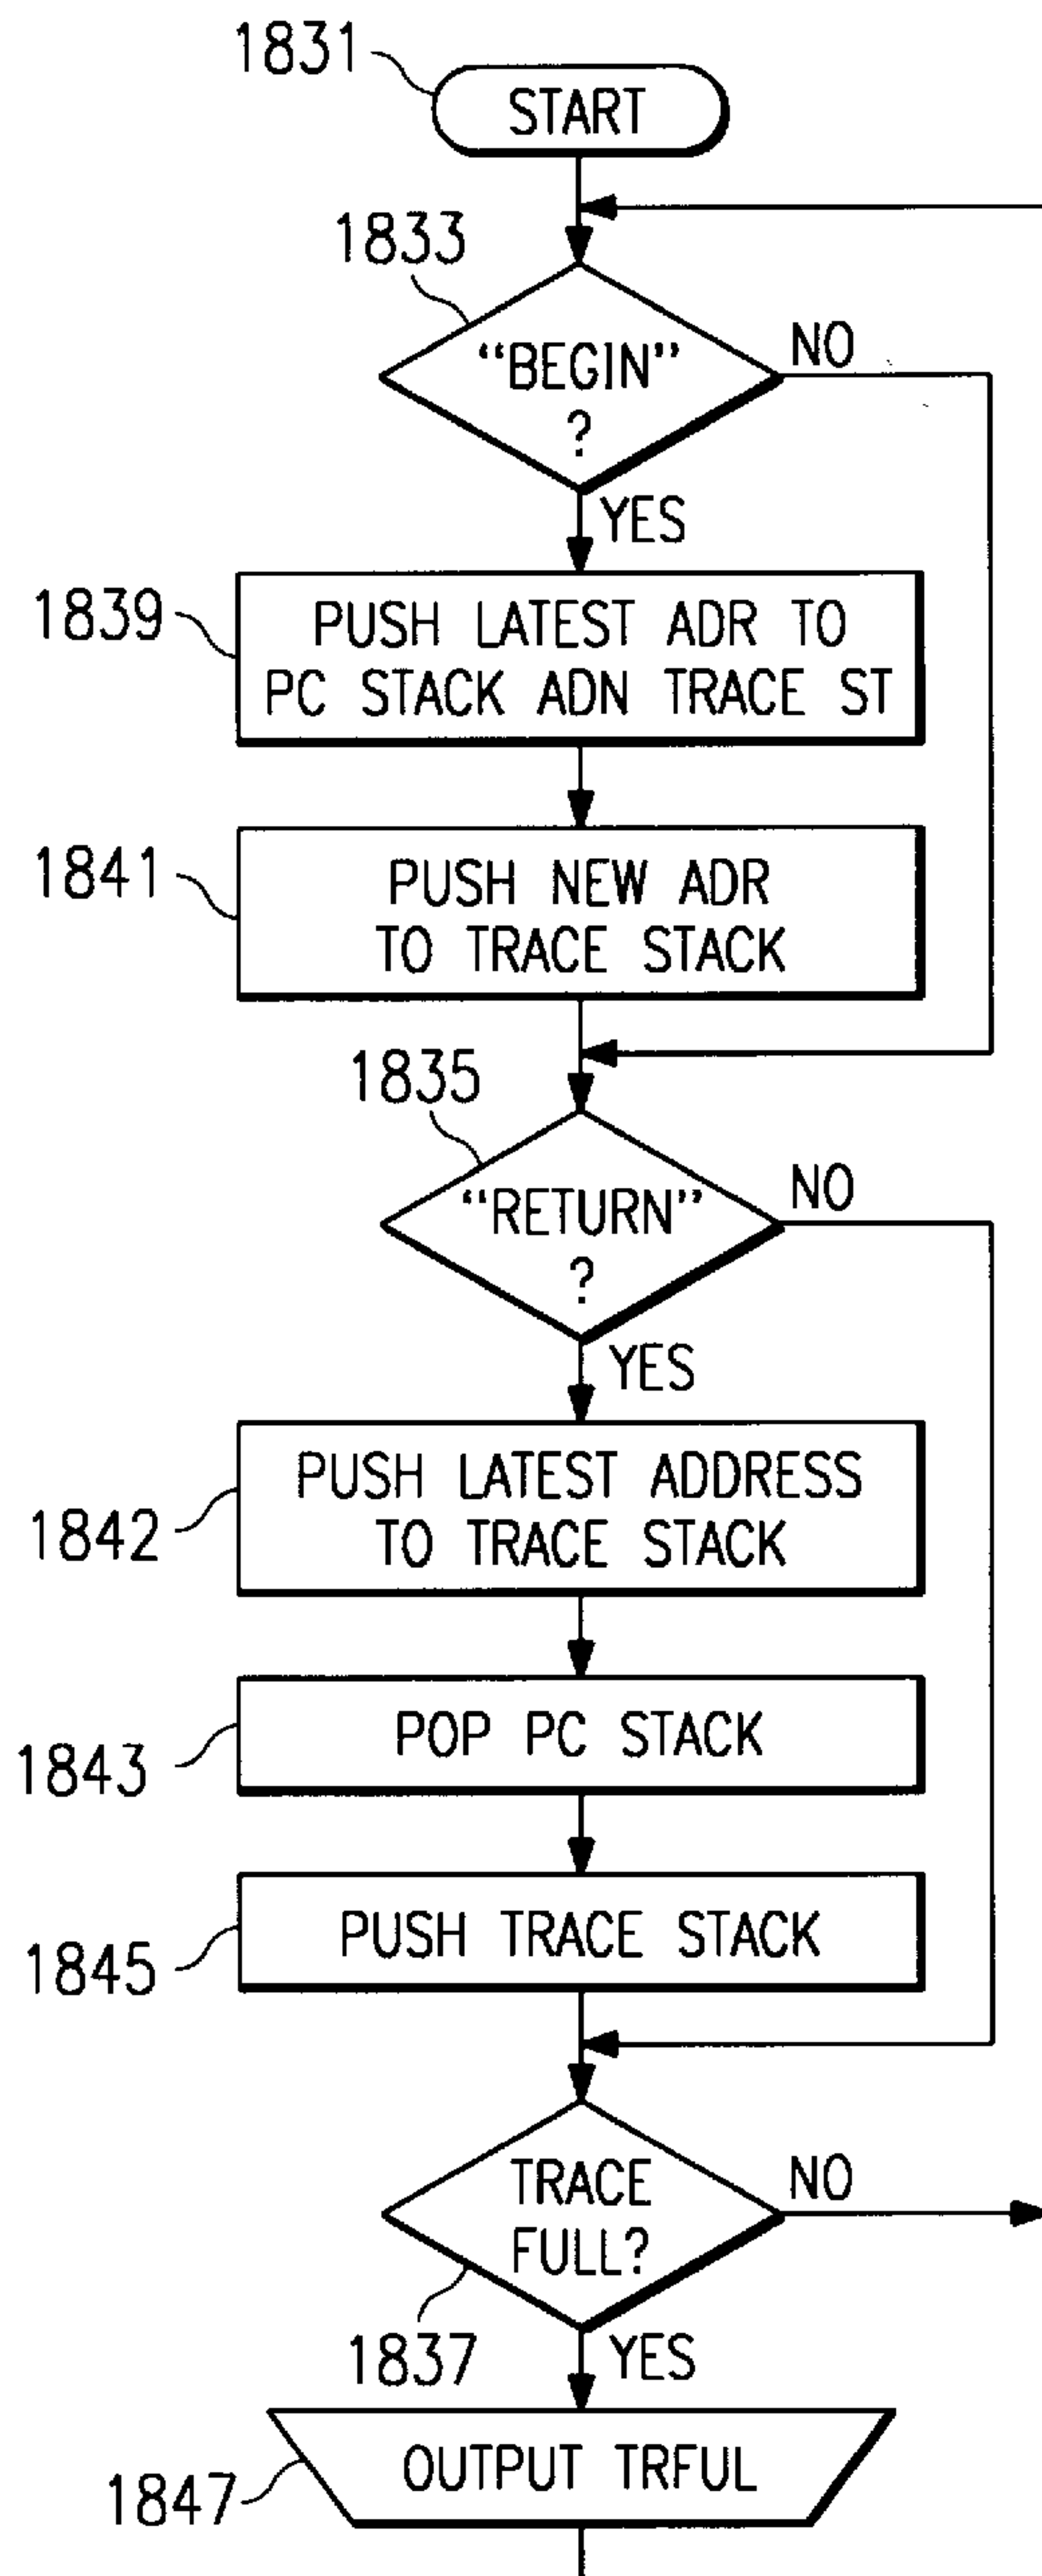 1831
START
1833
“BEGIN”
?
NO
YES
1839
PUSH LATEST ADR TO
PC STACK ADN TRACE ST
1841
PUSH NEW ADR
TO TRACE STACK
1835
“RETURN”
?
NO
YES
1842
PUSH LATEST ADDRESS
TO TRACE STACK
1843
POP PC STACK
1845
PUSH TRACE STACK
TRACE
FULL?
NO
1837
YES
1847
OUTPUT TRFUL